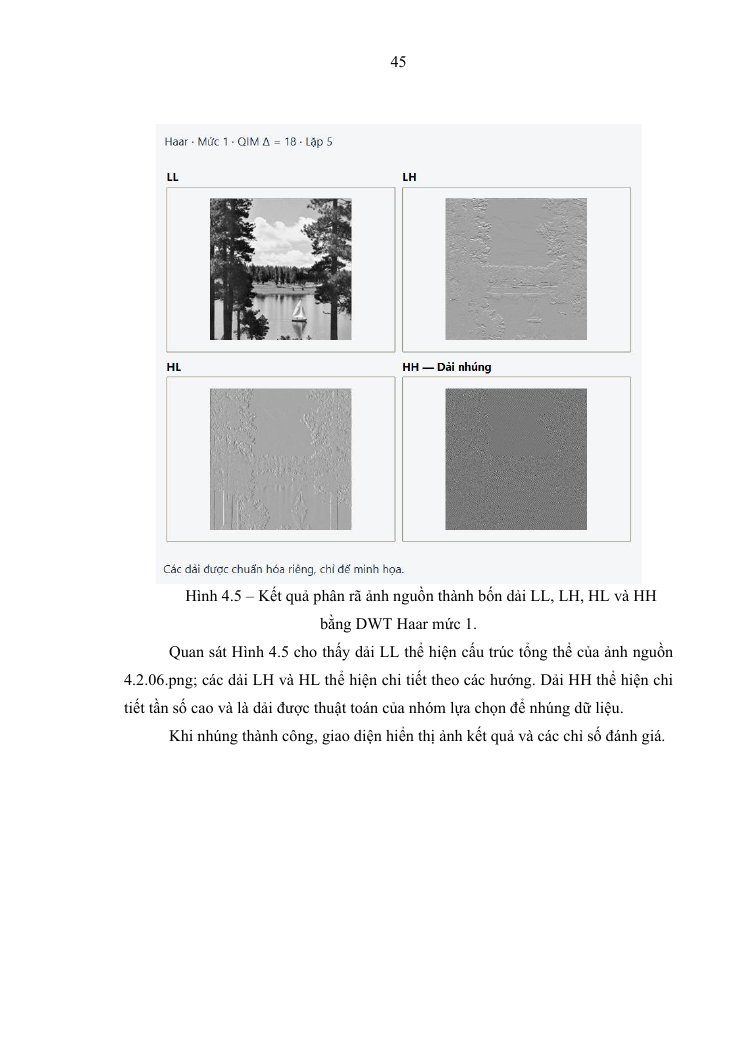 45
Haar · Mức 1 · QIM Δ = 18 · Lặp 5
LL
LH
HL
HH — Dải nhúng
Các dải được chuẩn hóa riêng, chỉ để minh họa.
Hình 4.5 – Kết quả phân rã ảnh nguồn thành bốn dải LL, LH, HL và HH
bằng DWT Haar mức 1.
Quan sát Hình 4.5 cho thấy dải LL thể hiện cấu trúc tổng thể của ảnh nguồn
4.2.06.png; các dải LH và HL thể hiện chi tiết theo các hướng. Dải HH thể hiện chi
tiết tần số cao và là dải được thuật toán của nhóm lựa chọn để nhúng dữ liệu.
Khi nhúng thành công, giao diện hiển thị ảnh kết quả và các chỉ số đánh giá.